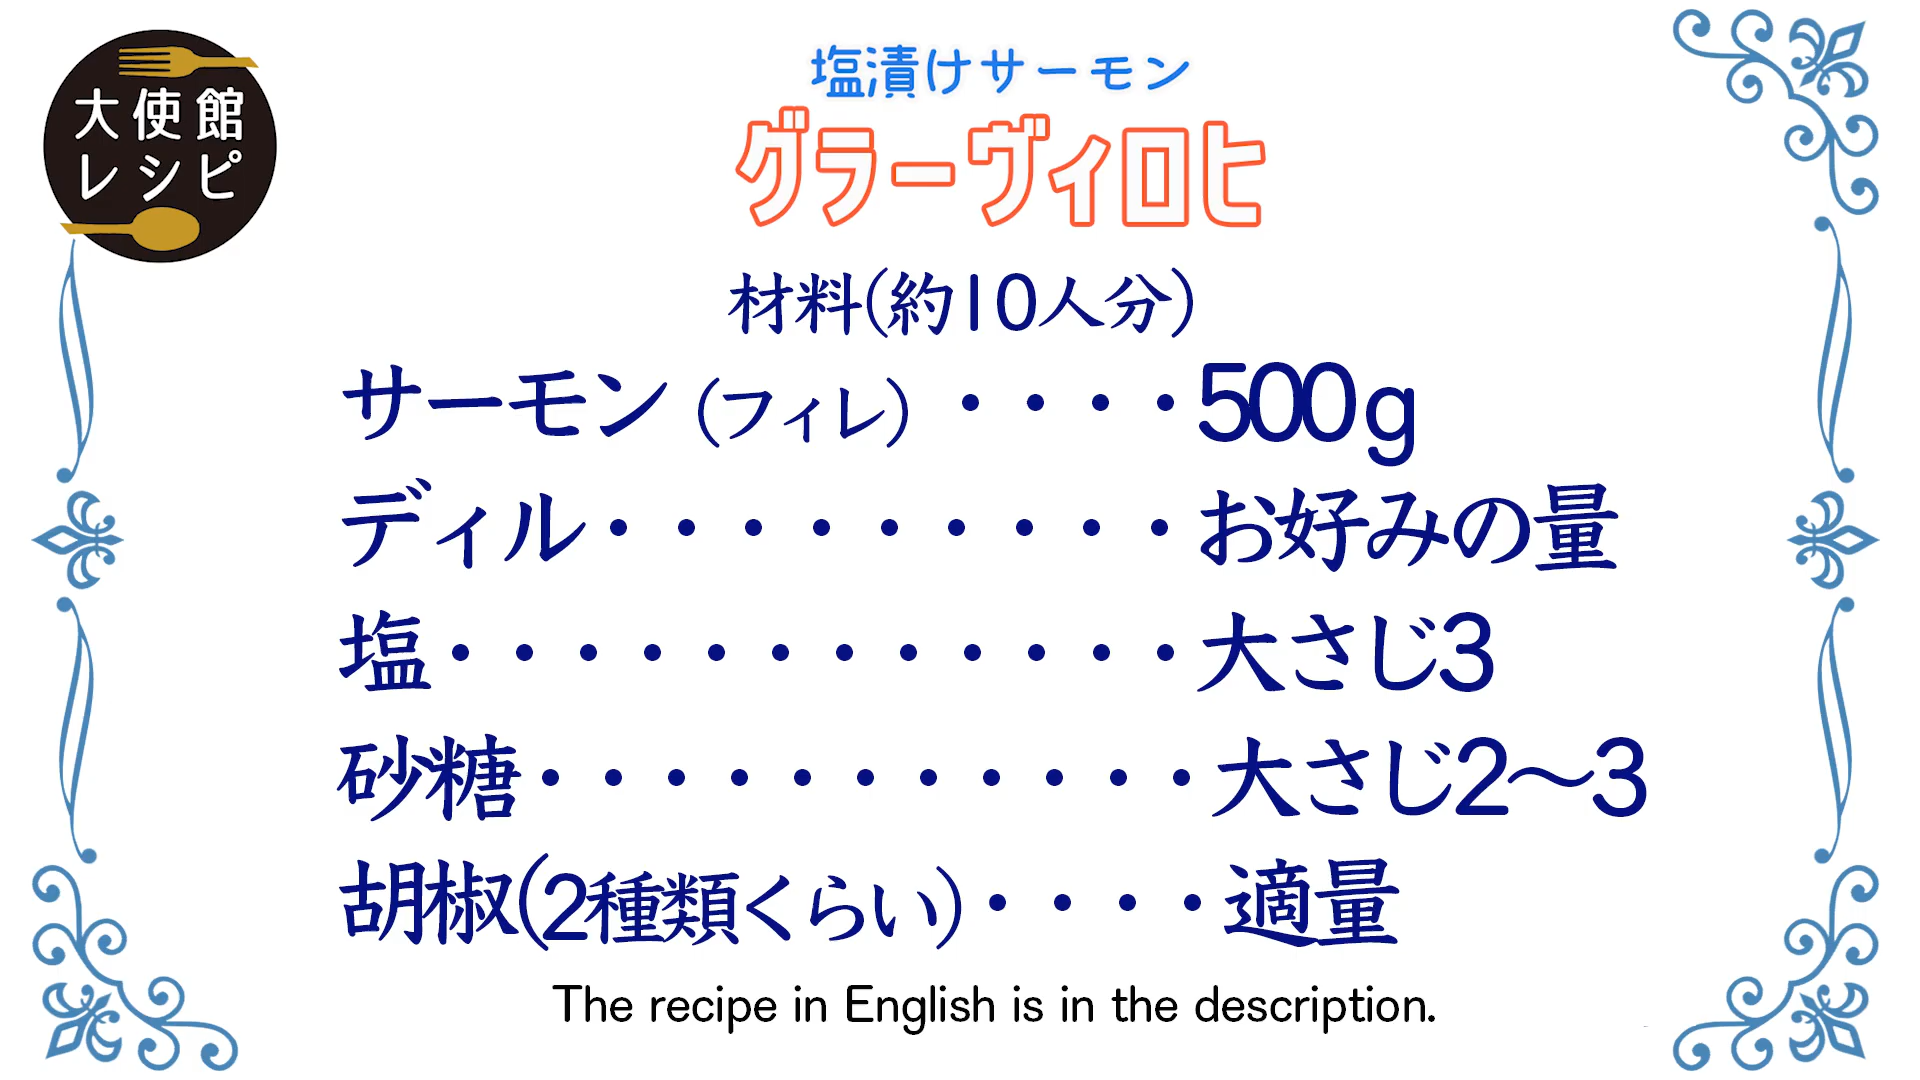 大使館
レシピ
塩漬けサーモン
グラーヴィロヒ
材料(約10人分)
サーモン(フィレ)・・・・500g
ディル・・・・・・・・・お好みの量
塩・・・・・・・・・・・・大さじ3
砂糖・・・・・・・・・・・大さじ2〜3
胡椒(2種類くらい)・・・・適量
The recipe in English is in the description.